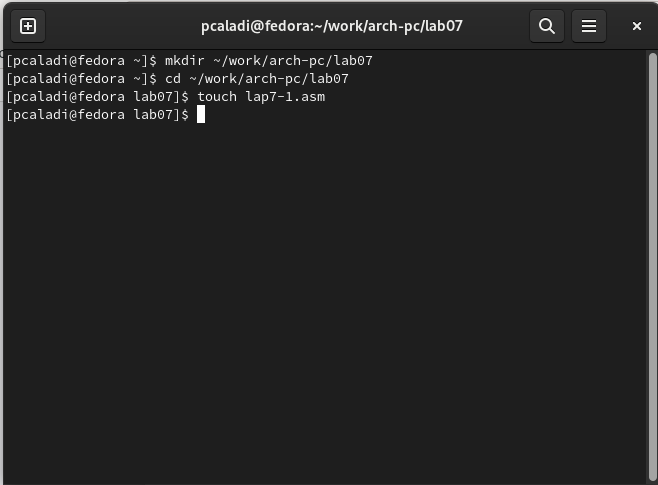 pcaladi@fedora:~/work/arch-pc/lab07
[pcaladi@fedora ~]$ mkdir ~/work/arch-pc/lab07
[pcaladi@fedora ~]$ cd ~/work/arch-pc/lab07
[pcaladi@fedora lab07]$ touch lap7-1.asm
[pcaladi@fedora lab07]$